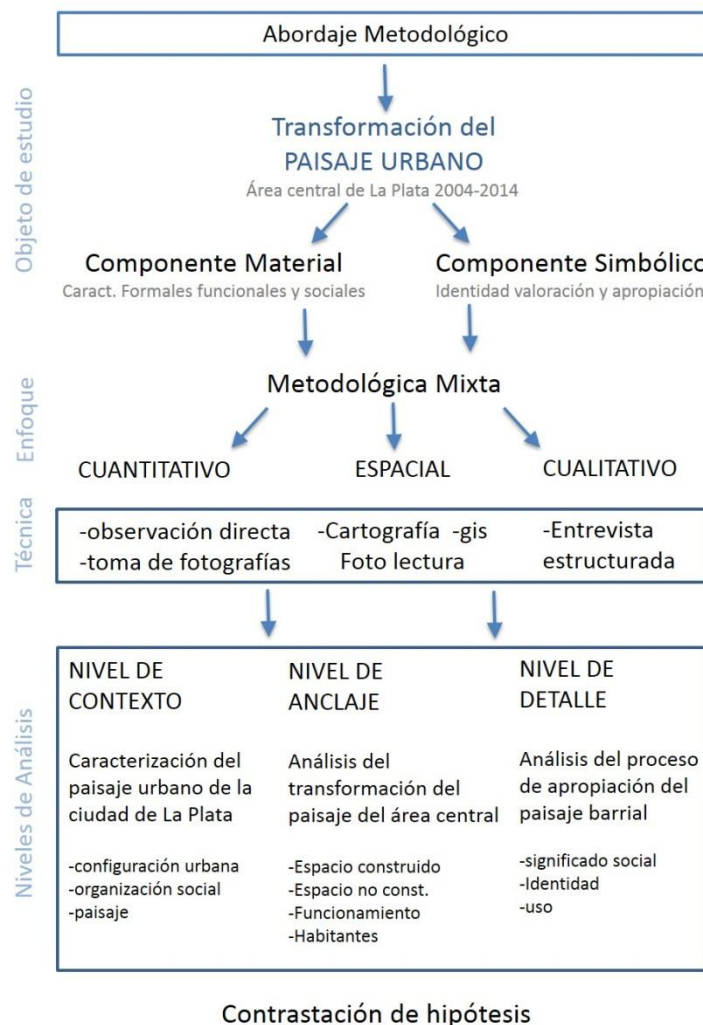 Abordaje Metodológico
Objeto de estudio
Transformación del
PAISAJE URBANO
Área central de La Plata 2004-2014
Componente Material
Caract. Formales funcionales y sociales
Componente Simbólico
Identidad valoración y apropiación
Enfoque
Metodológica Mixta
CUANTITATIVO
ESPACIAL
CUALITATIVO
Técnica
-observación directa
-toma de fotografías
-Cartografía -gis
Foto lectura
-Entrevista
estructurada
Niveles de Análisis
NIVEL DE
CONTEXTO
Caracterización del
paisaje urbano de la
ciudad de La Plata
-configuración urbana
-organización social
-paisaje
NIVEL DE
ANCLAJE
Análisis del
transformación del
paisaje del área central
-Espacio construido
-Espacio no const.
-Funcionamiento
-Habitantes
NIVEL DE
DETALLE
Análisis del proceso
de apropiación del
paisaje barrial
-significado social
-Identidad
-uso
Contrastación de hipótesis